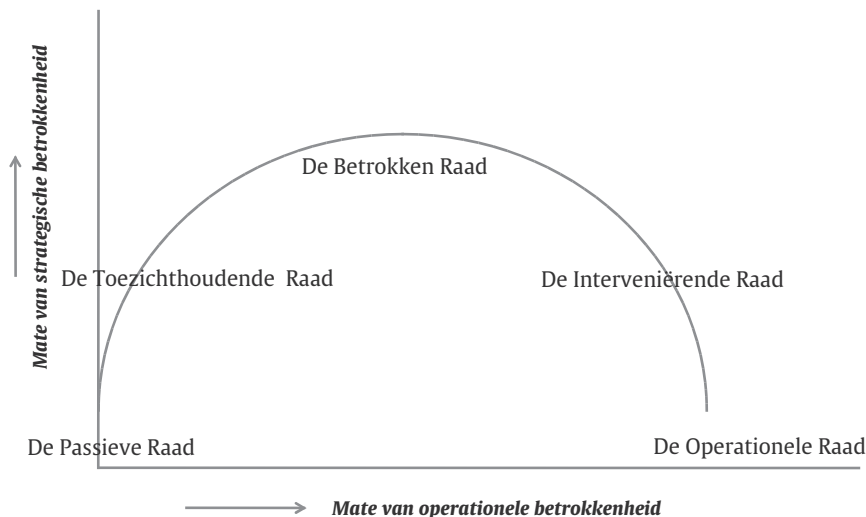 Mate van strategische betrokkenheid
De Betrokken Raad
De Toezichthoudende Raad
De Interveniërende Raad
De Passieve Raad
De Operationele Raad
Mate van operationele betrokkenheid